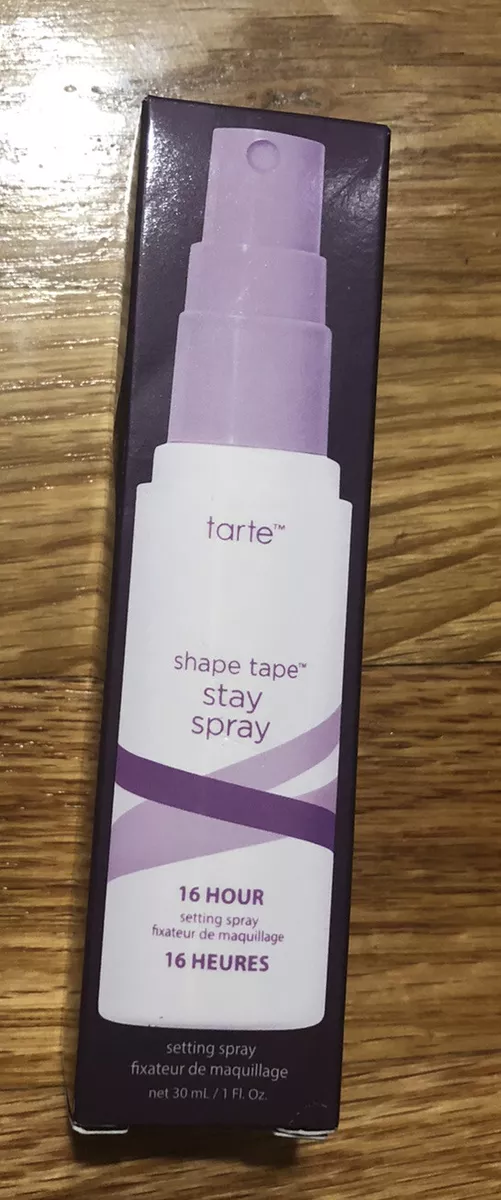 tarte™
shape tape™
stay
spray
16 HOUR
setting spray
fixateur de maquillage
16 HEURES
setting spray
fixateur de maquillage
net 30 mL / 1 Fl. Oz.